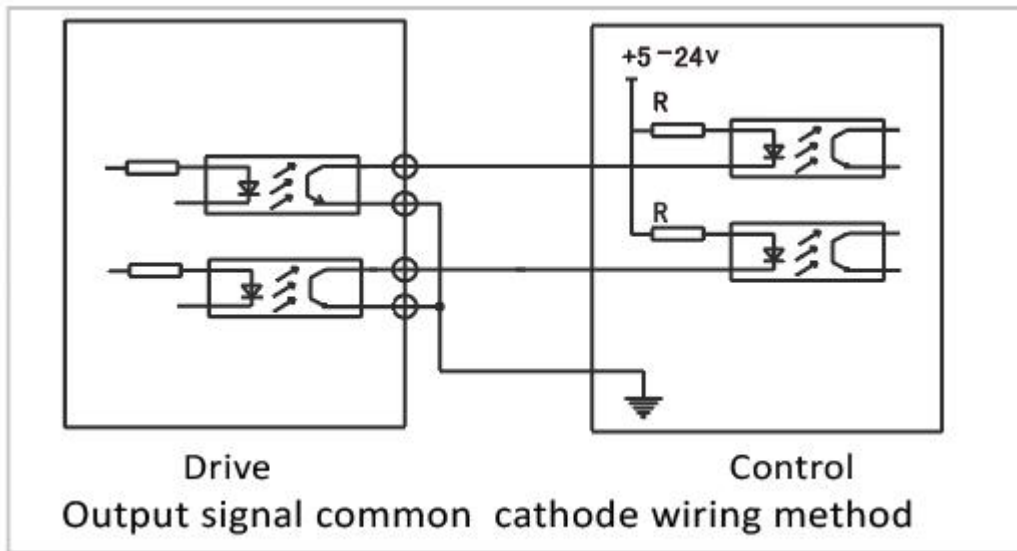 +5-24v
R
R
Drive
Control
Output signal common cathode wiring method